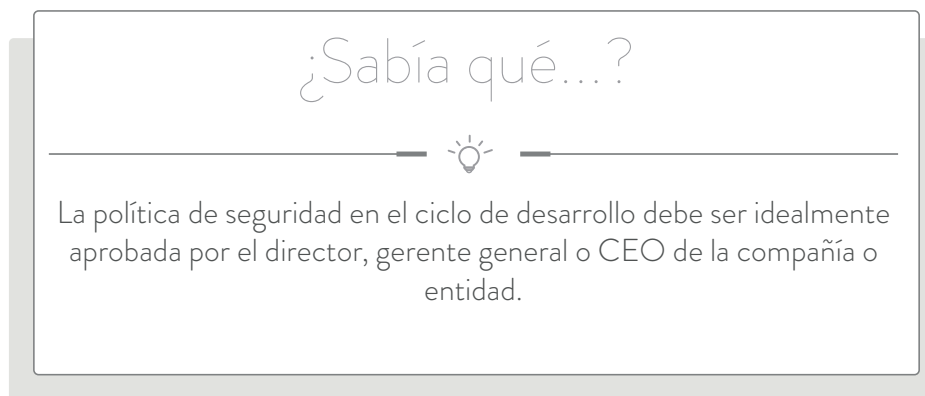 ¿Sabía qué...?
La política de seguridad en el ciclo de desarrollo debe ser idealmente
aprobada por el director, gerente general o CEO de la compañía o
entidad.